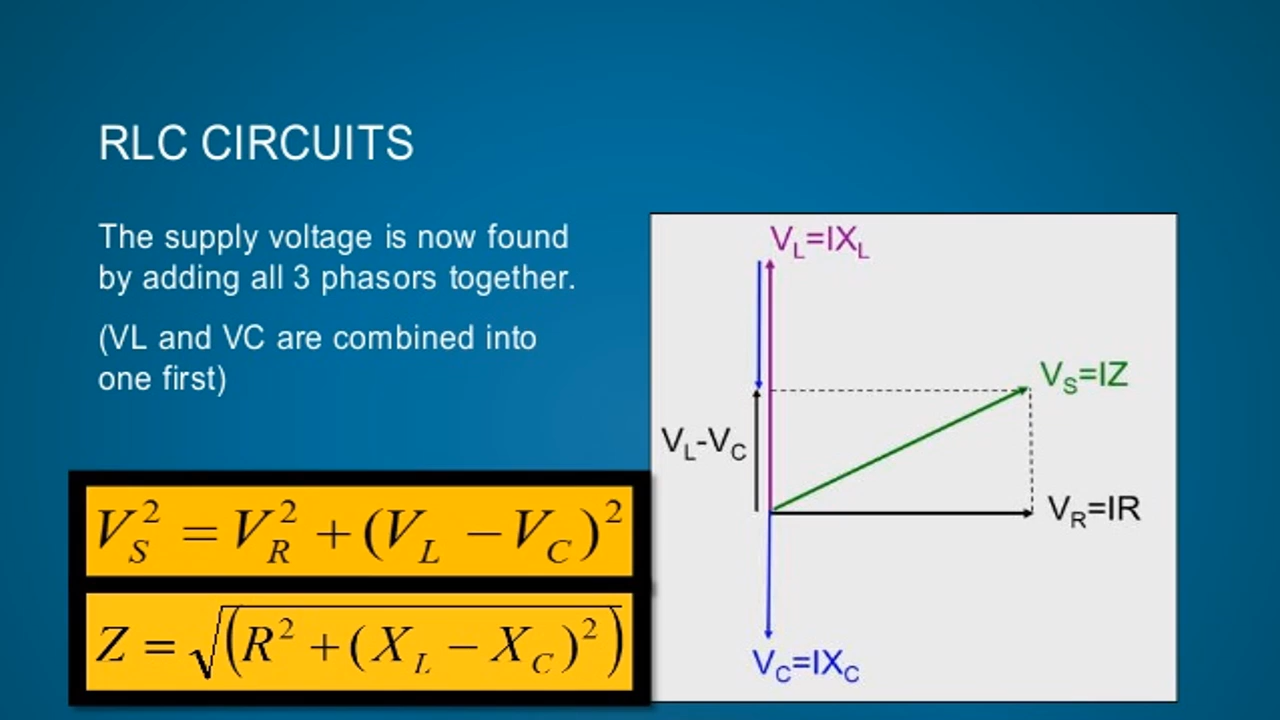 RLC CIRCUITS
The supply voltage is now found
by adding all 3 phasors together.
(VL and VC are combined into
one first)
V_S^2 = V_R^2 + (V_L − V_C)^2
Z = √(R^2 + (X_L − X_C)^2)
V_L=IX_L
V_S=IZ
V_L-V_C
V_R=IR
V_C=IX_C